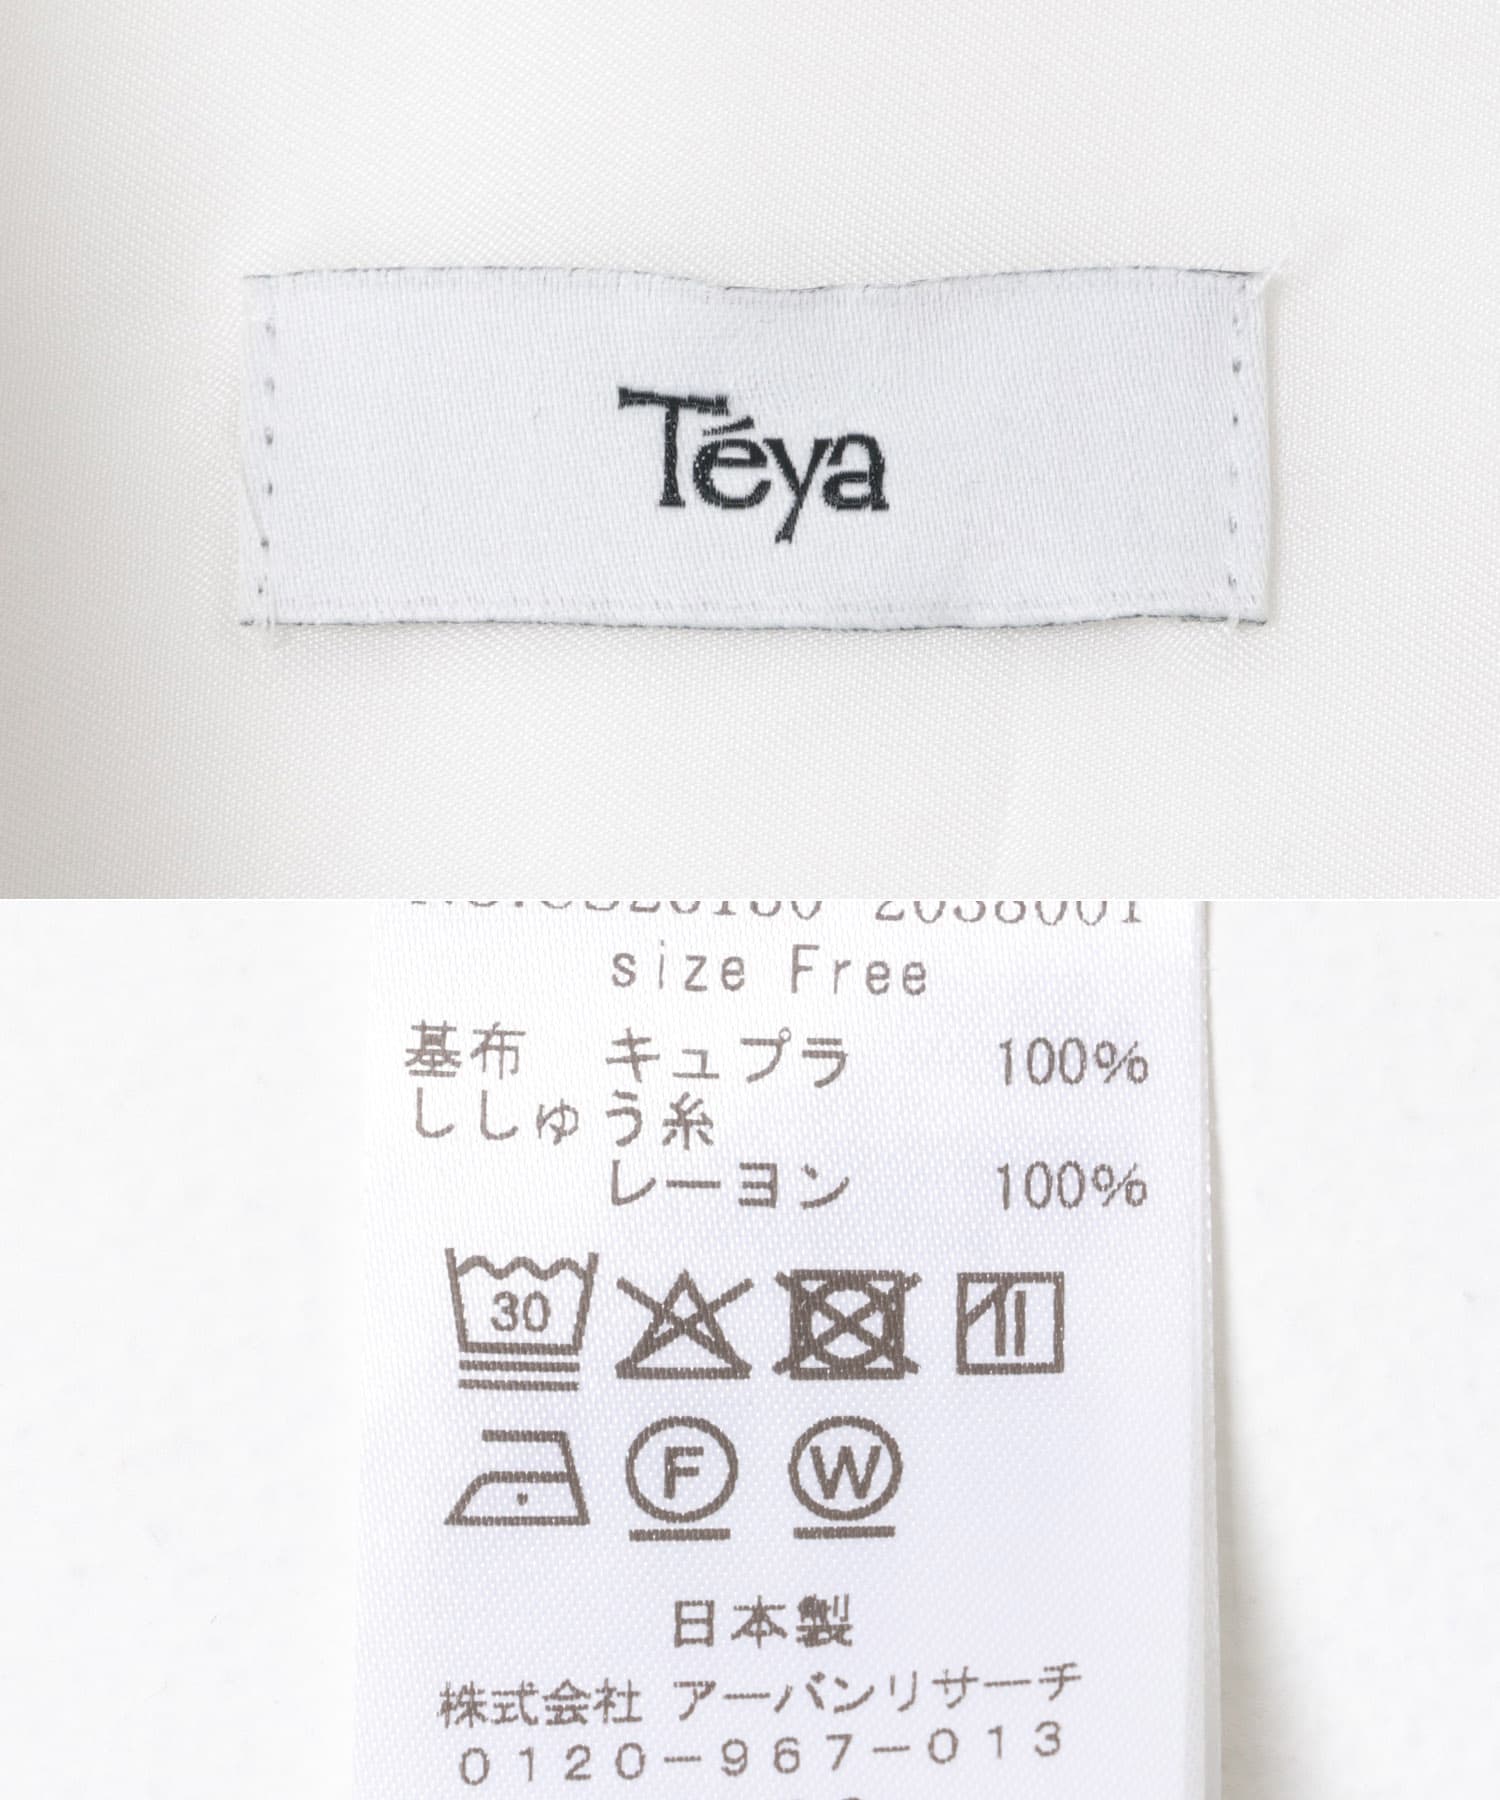 Téya
size Free
基布 キュプラ 100%
ししゅう糸
レーヨン 100%
30
F W
日本製
株式会社 アーバンリサーチ
0120-967-013